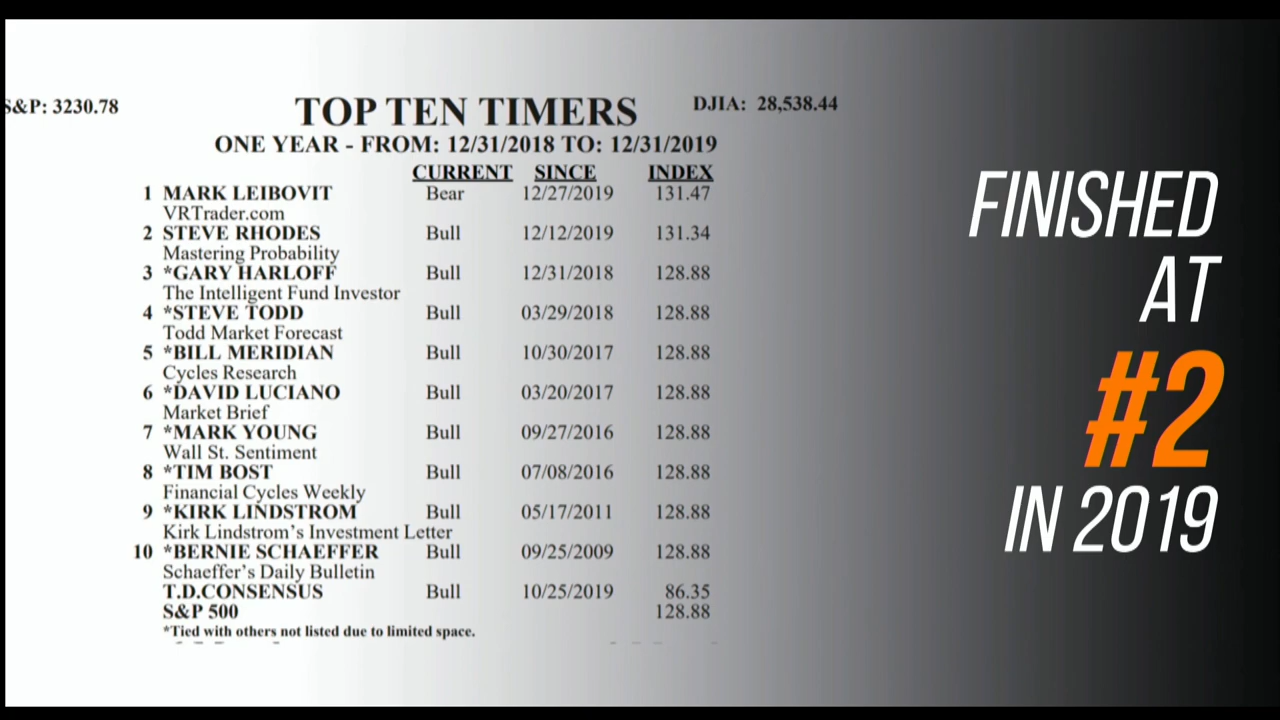 S&P: 3230.78
TOP TEN TIMERS
DJIA: 28,538.44
ONE YEAR - FROM: 12/31/2018 TO: 12/31/2019
CURRENT SINCE INDEX
1 MARK LEIBOVIT Bear 12/27/2019 131.47
VRTrader.com
2 STEVE RHODES Bull 12/12/2019 131.34
Mastering Probability
3 *GARY HARLOFF Bull 12/31/2018 128.88
The Intelligent Fund Investor
4 *STEVE TODD Bull 03/29/2018 128.88
Todd Market Forecast
5 *BILL MERIDIAN Bull 10/30/2017 128.88
Cycles Research
6 *DAVID LUCIANO Bull 03/20/2017 128.88
Market Brief
7 *MARK YOUNG Bull 09/27/2016 128.88
Wall St. Sentiment
8 *TIM BOST Bull 07/08/2016 128.88
Financial Cycles Weekly
9 *KIRK LINDSTROM Bull 05/17/2011 128.88
Kirk Lindstrom's Investment Letter
10 *BERNIE SCHAEFFER Bull 09/25/2009 128.88
Schaeffer's Daily Bulletin
T.D.CONSENSUS Bull 10/25/2019 86.35
S&P 500 128.88
*Tied with others not listed due to limited space.
FINISHED
AT
#2
IN 2019